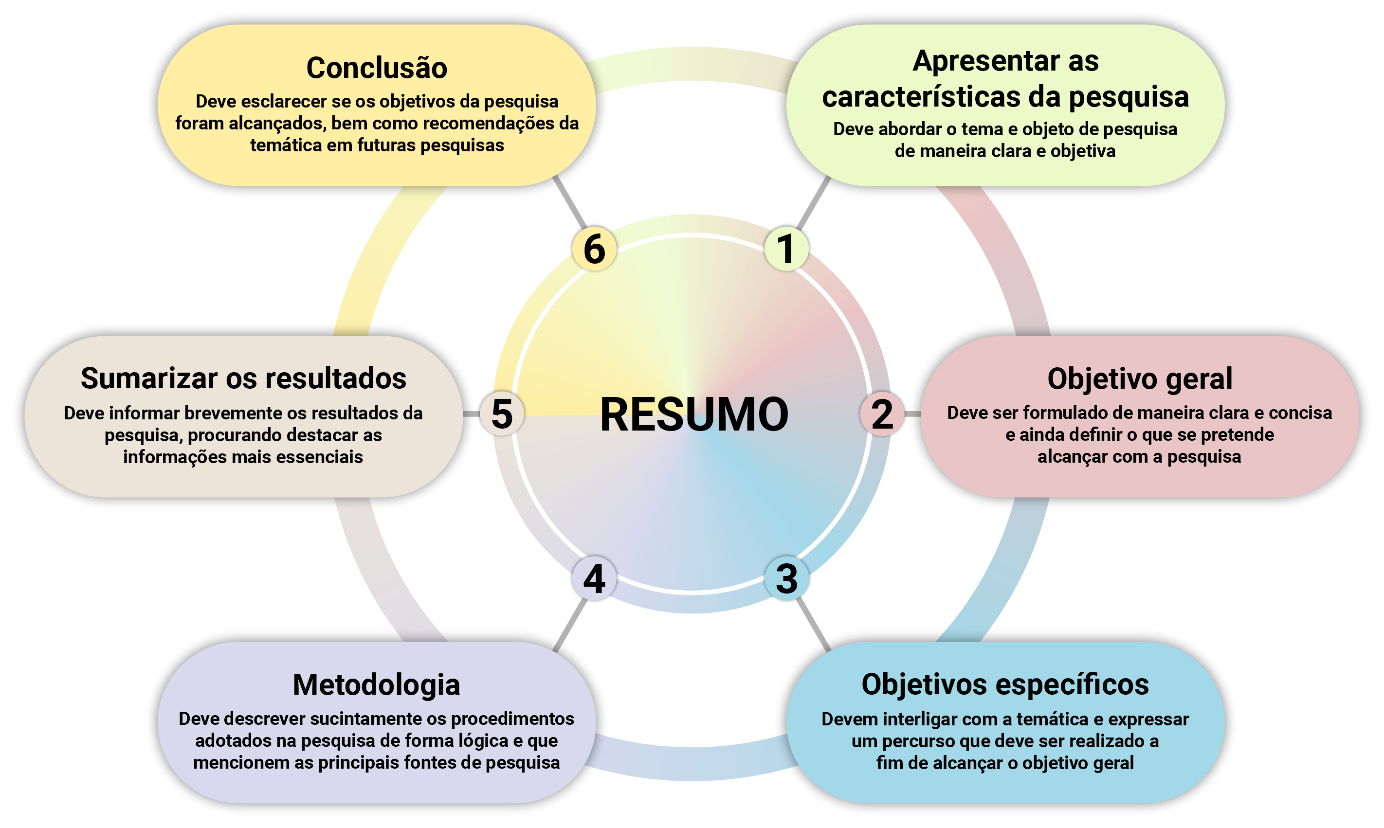 RESUMO
1
Apresentar as
características da pesquisa
Deve abordar o tema e objeto de pesquisa
de maneira clara e objetiva
2
Objetivo geral
Deve ser formulado de maneira clara e concisa
e ainda definir o que se pretende
alcançar com a pesquisa
3
Objetivos específicos
Devem interligar com a temática e expressar
um percurso que deve ser realizado a
fim de alcançar o objetivo geral
4
Metodologia
Deve descrever sucintamente os procedimentos
adotados na pesquisa de forma lógica e que
mencionem as principais fontes de pesquisa
5
Sumarizar os resultados
Deve informar brevemente os resultados da
pesquisa, procurando destacar as
informações mais essenciais
6
Conclusão
Deve esclarecer se os objetivos da pesquisa
foram alcançados, bem como recomendações da
temática em futuras pesquisas